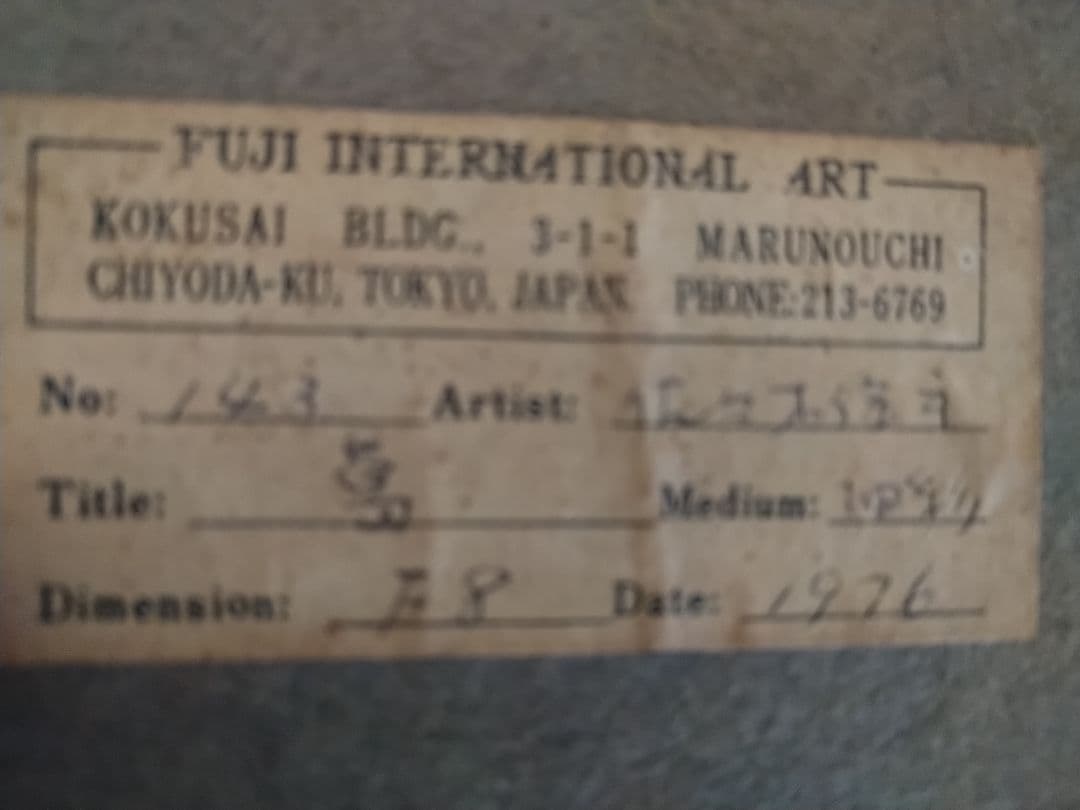 FUJI INTERNATIONAL ART
KOKUSAI BLDG., 3-1-1 MARUNOUCHI
CHIYODA-KU, TOKYO, JAPAN PHONE:213-6769
No: 143 Artist:
Title: Medium:
Dimension: F8 Date: 1976